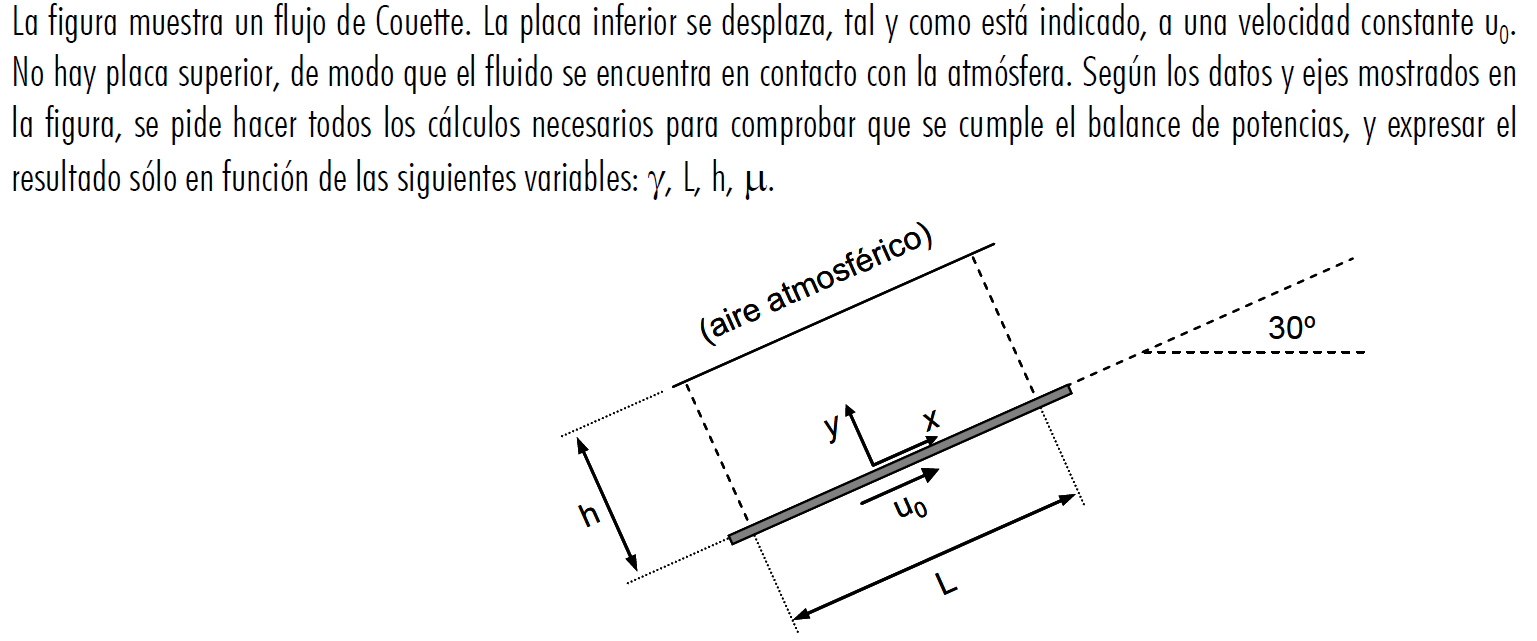 La figura muestra un flujo de Couette. La placa inferior se desplaza, tal y como está indicado, a una velocidad constante u₀.
No hay placa superior, de modo que el fluido se encuentra en contacto con la atmósfera. Según los datos y ejes mostrados en
la figura, se pide hacer todos los cálculos necesarios para comprobar que se cumple el balance de potencias, y expresar el
resultado sólo en función de las siguientes variables: γ, L, h, μ.
(aire atmosférico)
30º
y
x
h
u₀
L